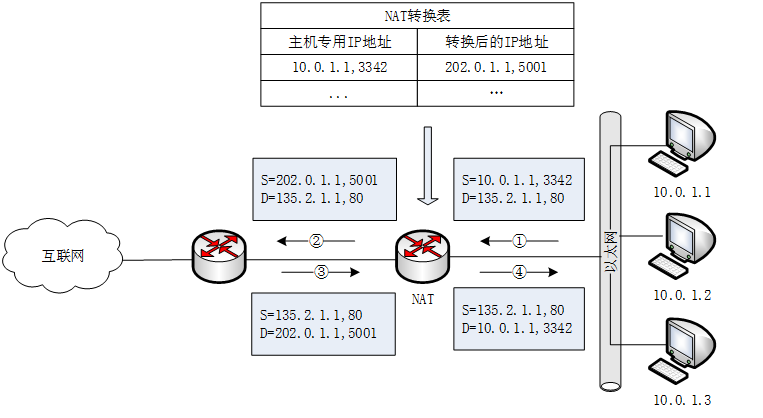 NAT转换表
主机专用IP地址 转换后的IP地址
10.0.1.1,3342 202.0.1.1,5001
... …
S=202.0.1.1,5001
D=135.2.1.1,80
S=10.0.1.1,3342
D=135.2.1.1,80
10.0.1.1
② ①
互联网
以太网
③ ④
NAT
10.0.1.2
S=135.2.1.1,80
D=202.0.1.1,5001
S=135.2.1.1,80
D=10.0.1.1,3342
10.0.1.3